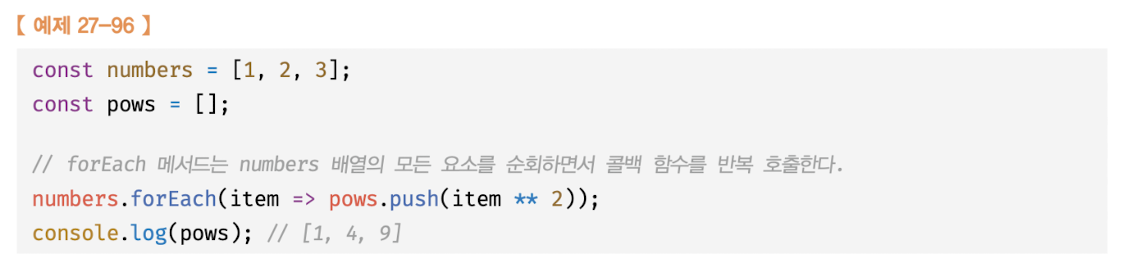 【 예제 27-96 】
const numbers = [1, 2, 3];
const pows = [];
// forEach 메서드는 numbers 배열의 모든 요소를 순회하면서 콜백 함수를 반복 호출한다.
numbers.forEach(item => pows.push(item ** 2));
console.log(pows); // [1, 4, 9]